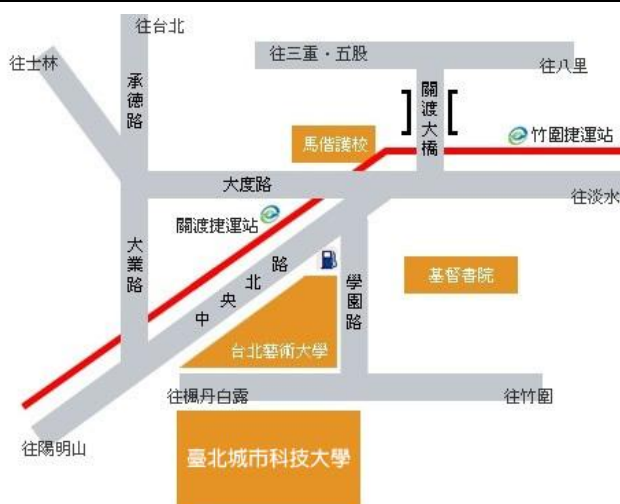 往台北
往三重．五股
往士林
往八里
承德路
關渡大橋
竹圍捷運站
馬偕護校
大度路
往淡水
關渡捷運站
大業路
中央北路
學園路
基督書院
台北藝術大學
往楓丹白露
往竹圍
往陽明山
臺北城市科技大學